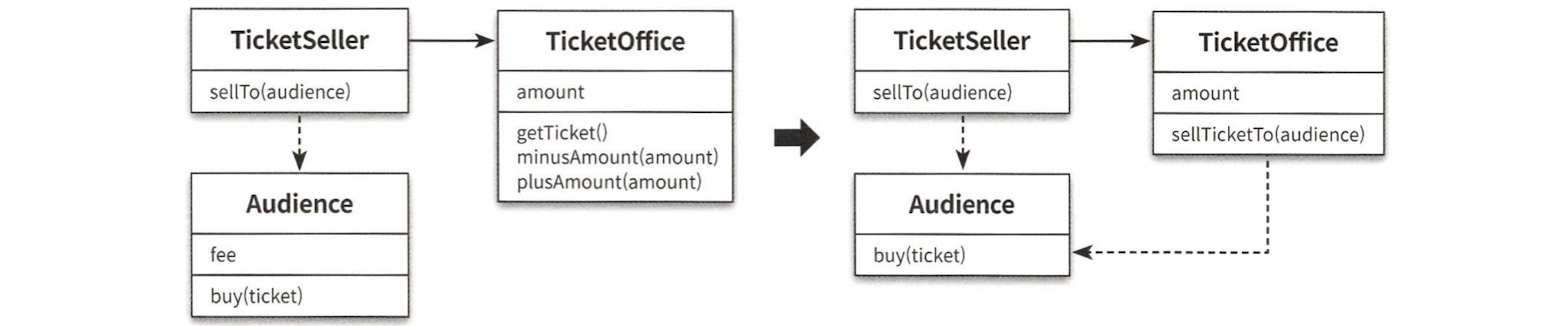 TicketSeller
sellTo(audience)
TicketOffice
amount
getTicket()
minusAmount(amount)
plusAmount(amount)
Audience
fee
buy(ticket)
TicketSeller
sellTo(audience)
TicketOffice
amount
sellTicketTo(audience)
Audience
buy(ticket)